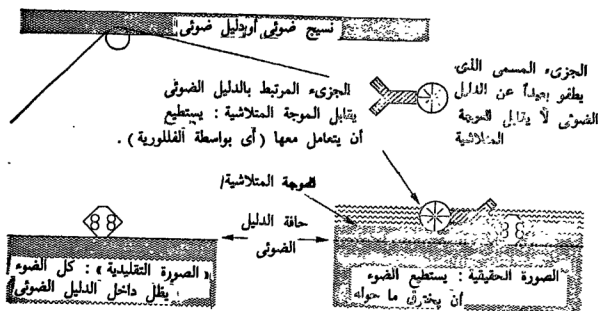 نسيج ضوئى أو دليل ضوئى
الجزىء المسمى الذى
يطفو بعيداً عن الدليل
الضوئى لا يقابل الموجة
المتلاشية
الجزىء المرتبط بالدليل الضوئى
يقابل الموجة المتلاشية : يستطيع
أن يتعامل معها ( أى بواسطة الفللورية ) .
الموجة المتلاشية/
حافة الدليل
الضوئى
« الصورة التقليدية » : كل الضوء
يظل داخل الدليل الضوئى
الصورة الحقيقية : يستطيع الضوء
أن يخترق ما حوله